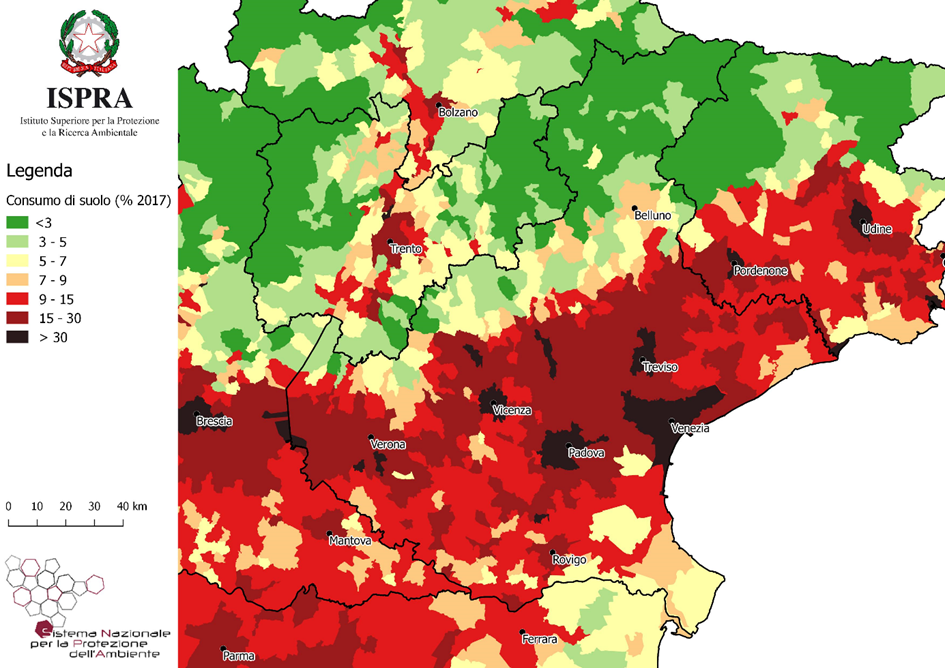 ISPRA
Istituto Superiore per la Protezione
e la Ricerca Ambientale
Legenda
Consumo di suolo (% 2017)
<3
3 - 5
5 - 7
7 - 9
9 - 15
15 - 30
> 30
0 10 20 30 40 km
Sistema Nazionale
per la Protezione
dell'Ambiente
Bolzano
Trento
Belluno
Udine
Pordenone
Treviso
Brescia
Vicenza
Venezia
Verona
Padova
Mantova
Rovigo
Ferrara
Parma